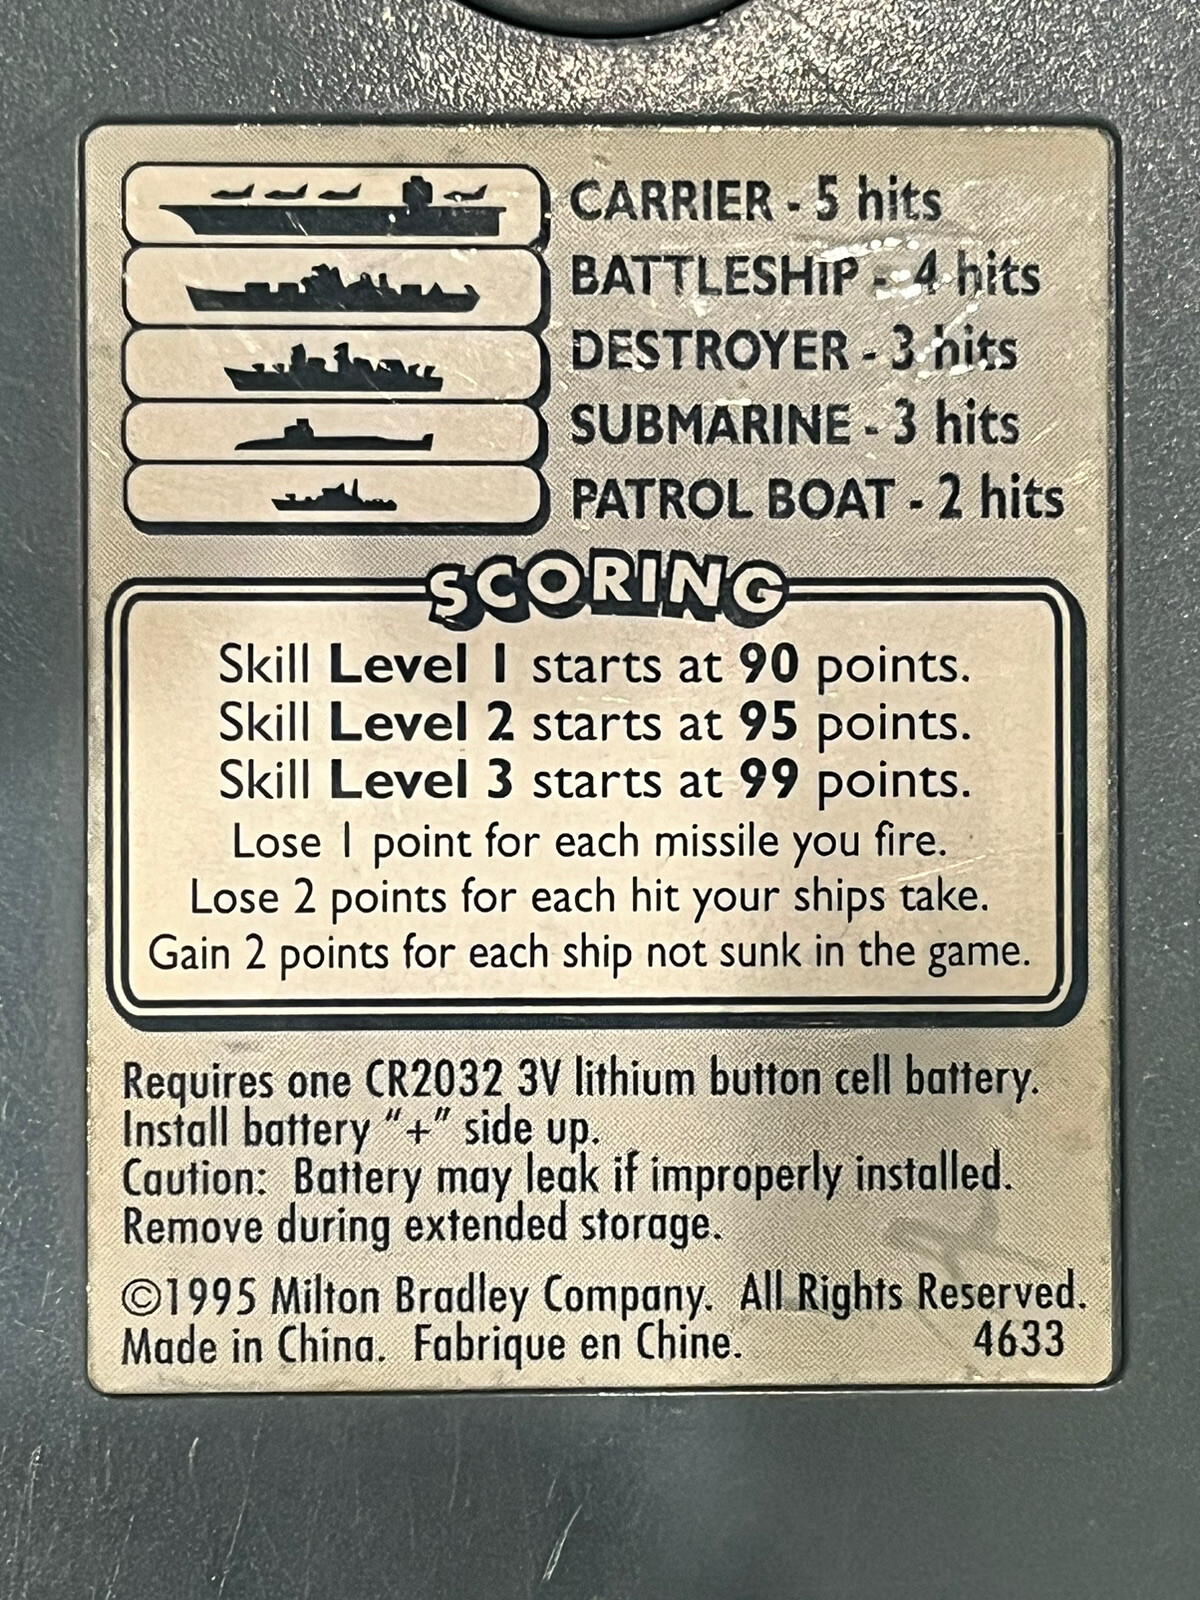 CARRIER - 5 hits
BATTLESHIP - 4 hits
DESTROYER - 3 hits
SUBMARINE - 3 hits
PATROL BOAT - 2 hits
SCORING
Skill Level 1 starts at 90 points.
Skill Level 2 starts at 95 points.
Skill Level 3 starts at 99 points.
Lose 1 point for each missile you fire.
Lose 2 points for each hit your ships take.
Gain 2 points for each ship not sunk in the game.
Requires one CR2032 3V lithium button cell battery.
Install battery "+" side up.
Caution: Battery may leak if improperly installed.
Remove during extended storage.
©1995 Milton Bradley Company. All Rights Reserved.
Made in China. Fabrique en Chine. 4633